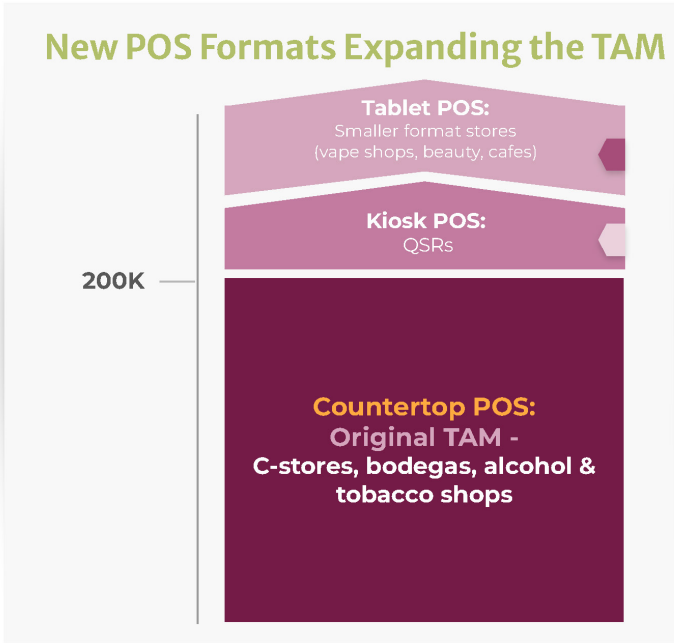 New POS Formats Expanding the TAM
Tablet POS:
Smaller format stores
(vape shops, beauty, cafes)
Kiosk POS:
QSRs
200K
Countertop POS:
Original TAM -
C-stores, bodegas, alcohol &
tobacco shops